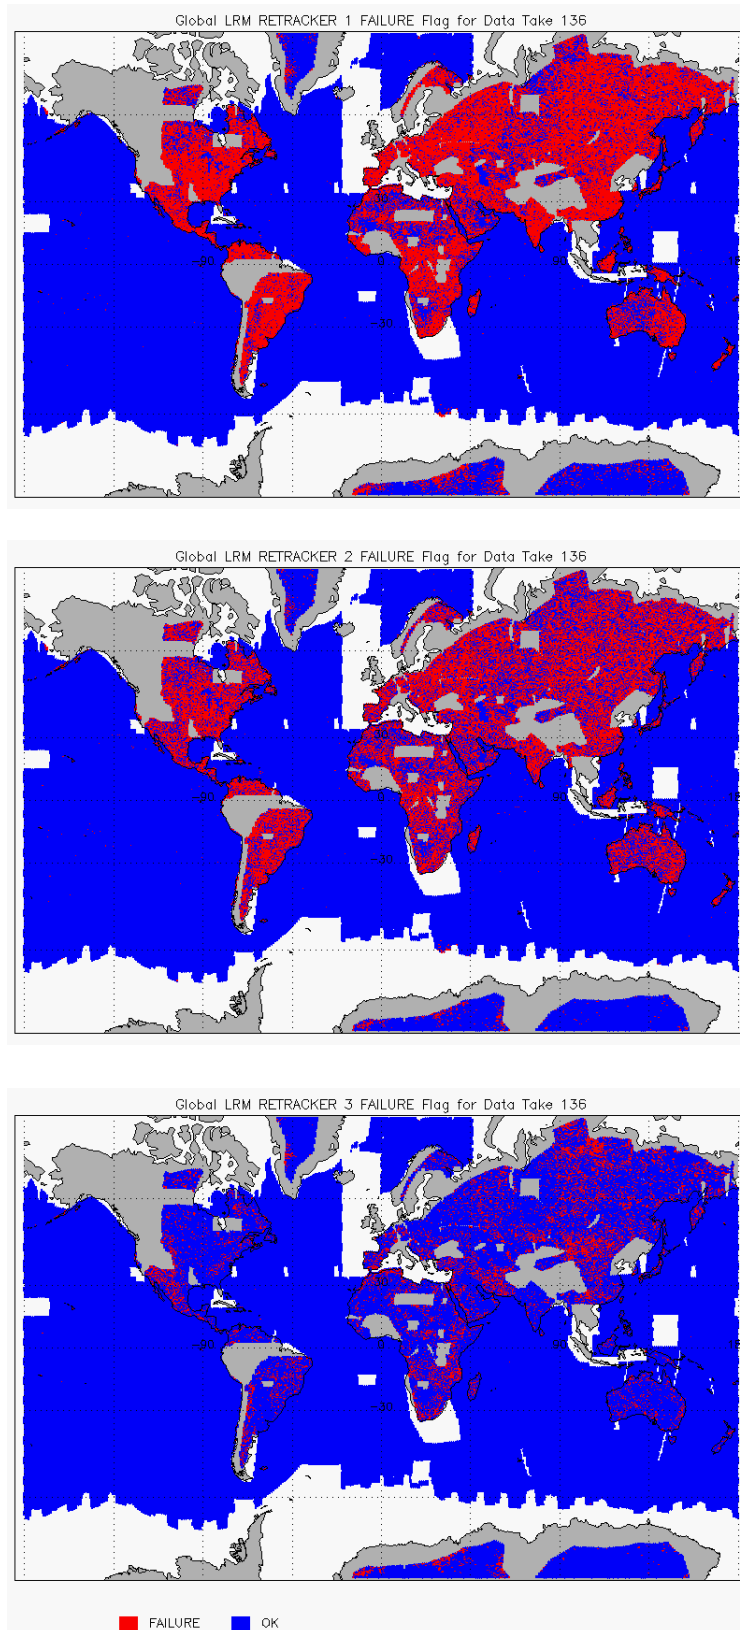 Global LRM RETRACKER 1 FAILURE Flag for Data Take 136
Global LRM RETRACKER 2 FAILURE Flag for Data Take 136
Global LRM RETRACKER 3 FAILURE Flag for Data Take 136
FAILURE OK